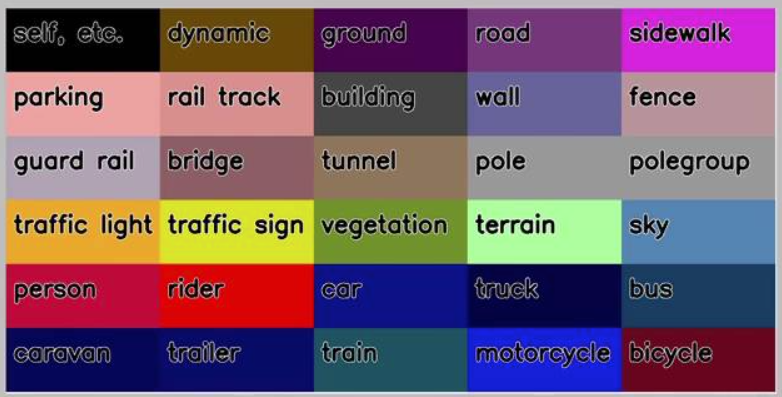 self, etc. dynamic ground road sidewalk
parking rail track building wall fence
guard rail bridge tunnel pole polegroup
traffic light traffic sign vegetation terrain sky
person rider car truck bus
caravan trailer train motorcycle bicycle